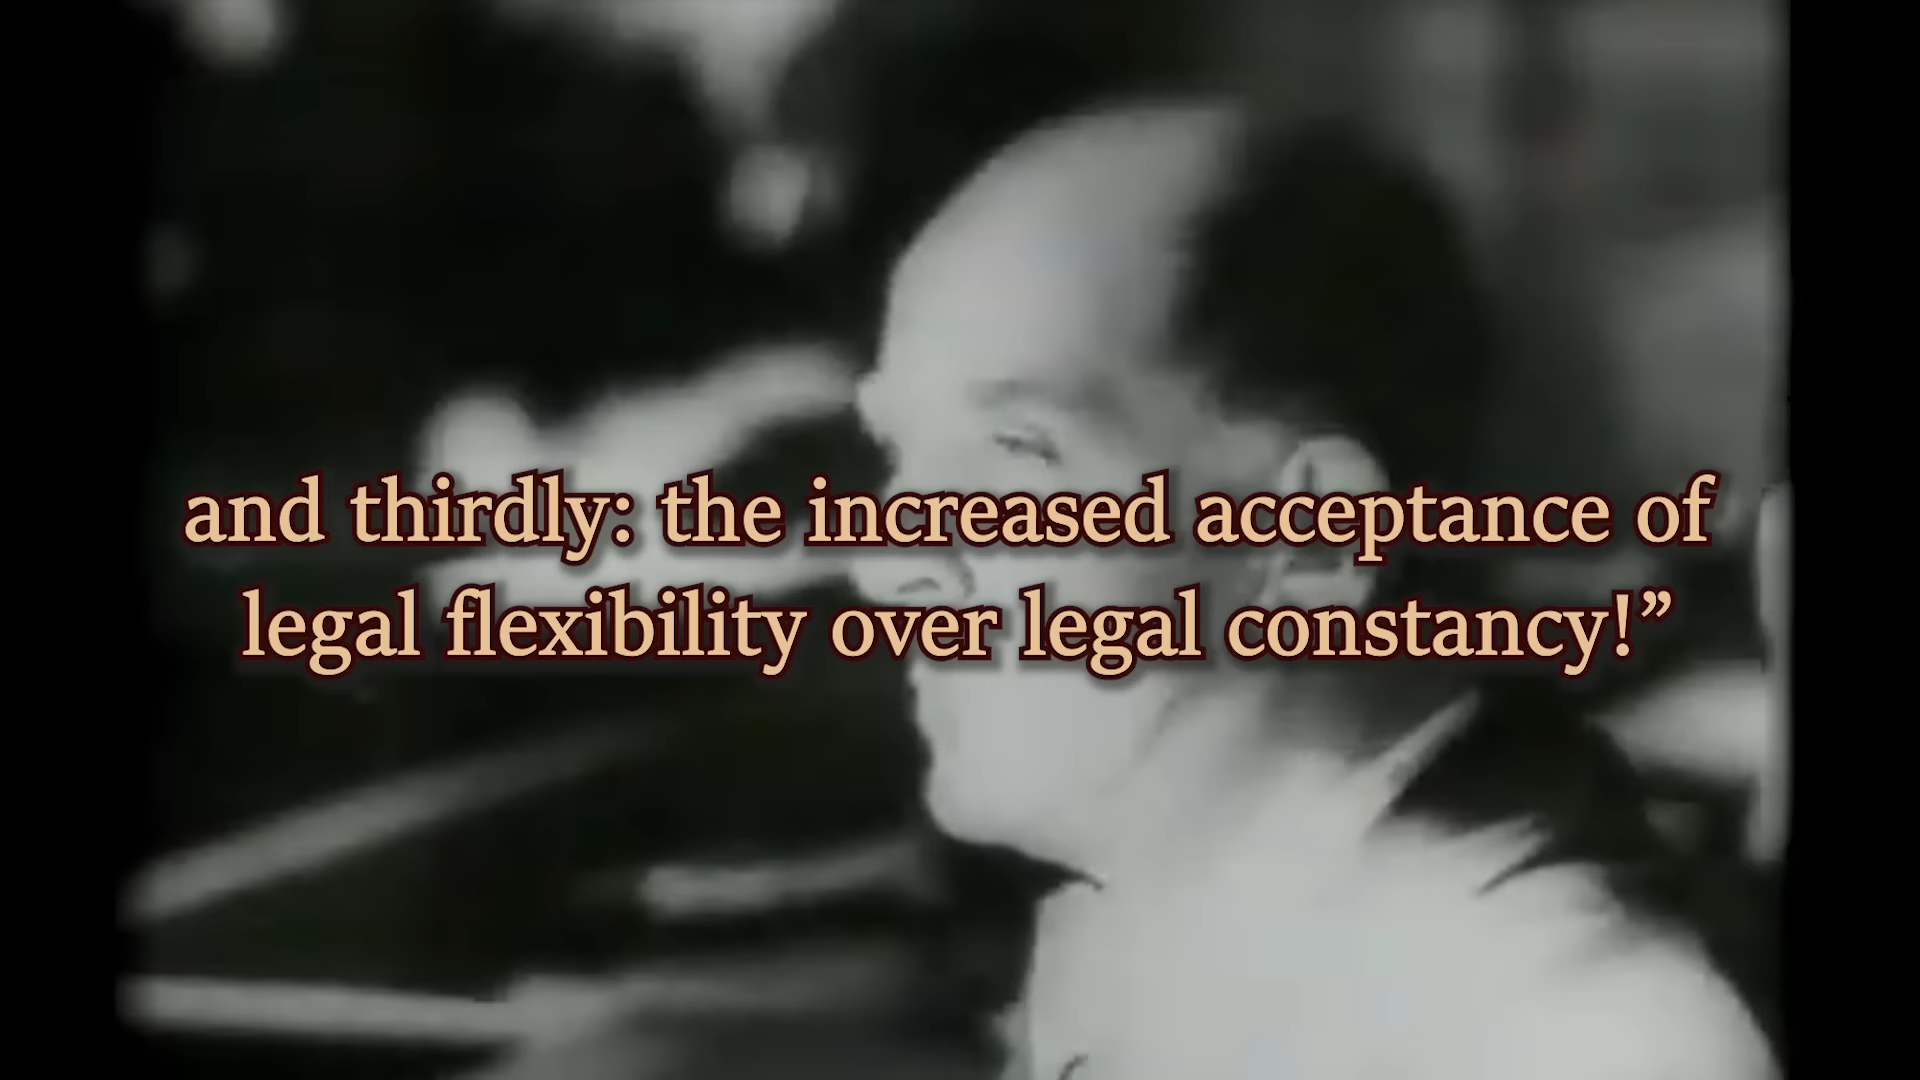 and thirdly: the increased acceptance of
legal flexibility over legal constancy!”